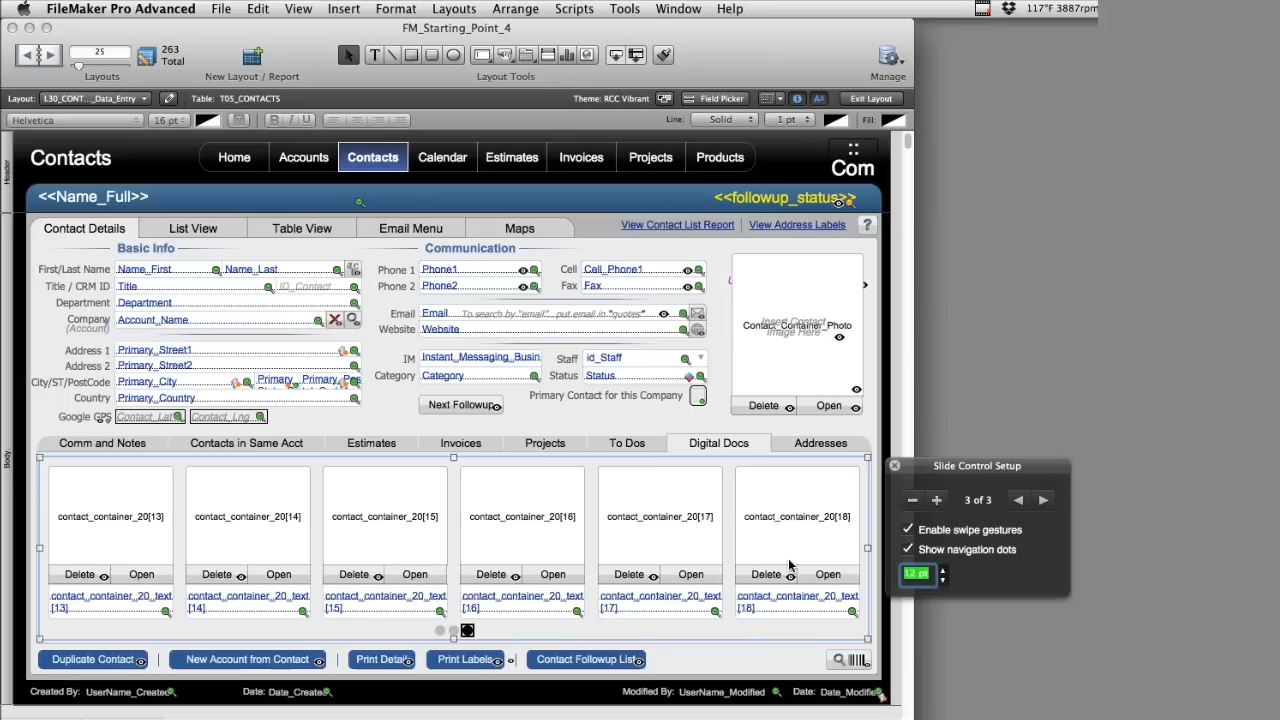 FileMaker Pro Advanced File Edit View Insert Format Layouts Arrange Scripts Tools Window Help 117°F 3887rpm
FM_Starting_Point_4
25 263 Total
Layouts New Layout / Report Layout Tools Manage
Layout: L30_CONT..._Data_Entry Table: T05_CONTACTS Theme: RCC Vibrant Field Picker Aa Exit Layout
Helvetica 16 pt B I U Line: Solid 1 pt Fill:
Header
Contacts Home Accounts Contacts Calendar Estimates Invoices Projects Products :: Com
<<Name_Full>> <<followup_status>>
Contact Details List View Table View Email Menu Maps View Contact List Report View Address Labels ?
Basic Info Communication
First/Last Name Name_First Name_Last Phone 1 Phone1 Cell Cell_Phone1
Title / CRM ID Title ID_Contact Phone 2 Phone2 Fax Fax
Department Department
Company Account_Name Email Email To search by "email"...put email in "quotes"
(Account) Website Website
Insert Contact Image Here
Contact_Container_Photo
Address 1 Primary_Street1 IM Instant_Messaging_Busin Staff id_Staff
Address 2 Primary_Street2
City/ST/PostCode Primary_City Primary_ Primary_Pos Category Category Status Status
Country Primary_Country Primary Contact for this Company
Next Followup Delete Open
Google GPS Contact_Lat Contact_Lng
Body
Comm and Notes Contacts in Same Acct Estimates Invoices Projects To Dos Digital Docs Addresses
contact_container_20[13] contact_container_20[14] contact_container_20[15] contact_container_20[16] contact_container_20[17] contact_container_20[18]
Delete Open Delete Open Delete Open Delete Open Delete Open Delete Open
contact_container_20_text contact_container_20_text contact_container_20_text contact_container_20_text contact_container_20_text contact_container_20_text
[13] [14] [15] [16] [17] [18]
Duplicate Contact | New Account from Contact | Print Detail Print Labels | Contact Followup List
Created By: UserName_Created Date: Date_Created Modified By: UserName_Modified Date: Date_Modified
Slide Control Setup
3 of 3
Enable swipe gestures
Show navigation dots
12 pt